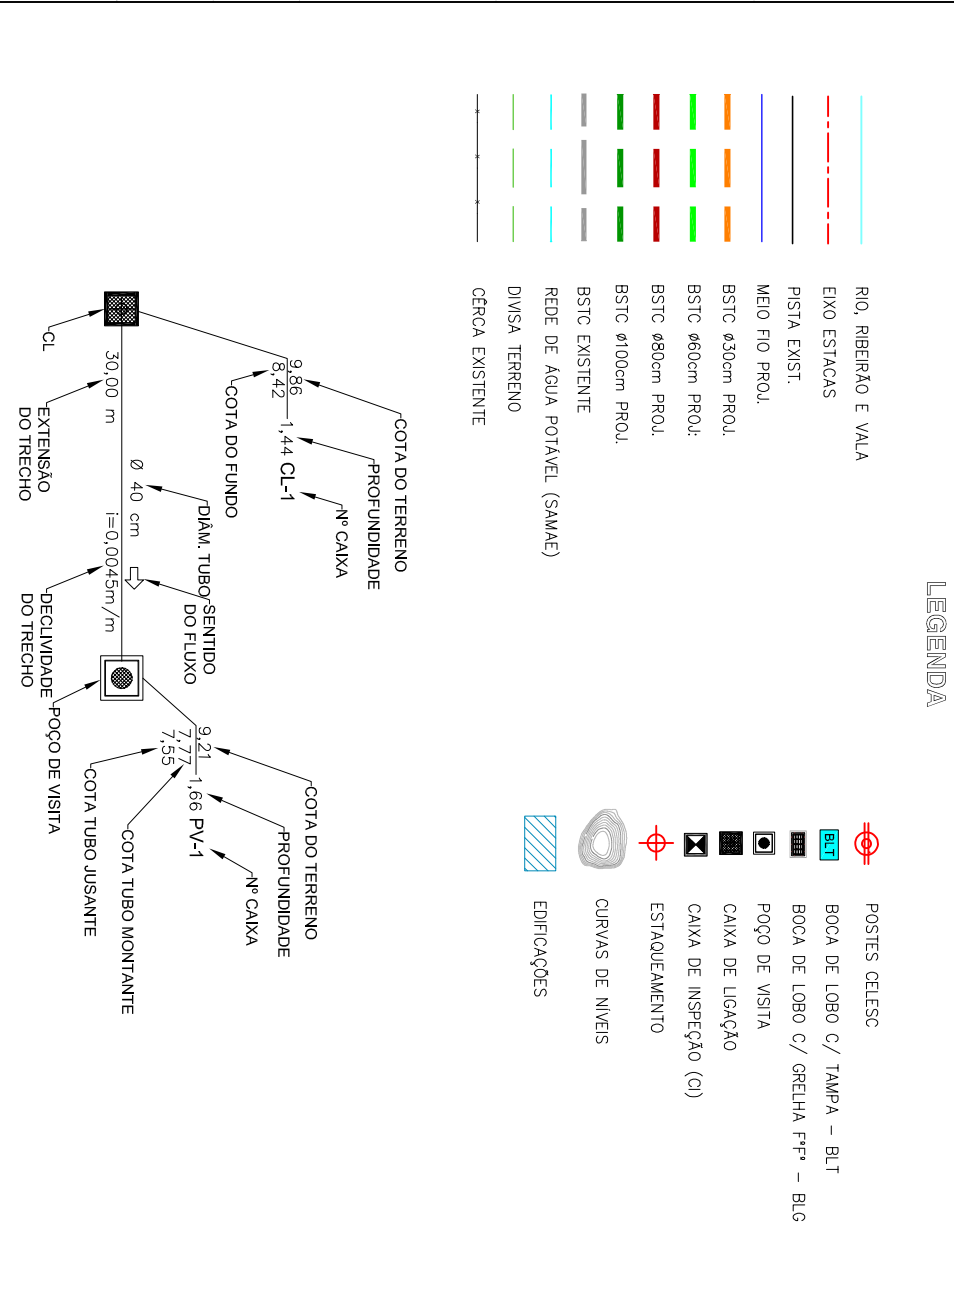 LEGENDA
RIO, RIBEIRÃO E VALA
EIXO ESTACAS
PISTA EXIST.
MEIO FIO PROJ.
BSTC ø30cm PROJ.
BSTC ø60cm PROJ:
BSTC ø80cm PROJ.
BSTC ø100cm PROJ.
BSTC EXISTENTE
REDE DE ÁGUA POTÁVEL (SAMAE)
DIVISA TERRENO
CÊRCA EXISTENTE
POSTES CELESC
BLT
BOCA DE LOBO C/ TAMPA – BLT
BOCA DE LOBO C/ GRELHA F°F° – BLG
POÇO DE VISITA
CAIXA DE LIGAÇÃO
CAIXA DE INSPEÇÃO (CI)
ESTAQUEAMENTO
CURVAS DE NÍVEIS
EDIFICAÇÕES
COTA DO TERRENO
PROFUNDIDADE
Nº CAIXA
9,86
8,42
1,44 CL-1
COTA DO FUNDO
DIÂM. TUBO
SENTIDO
DO FLUXO
Ø 40 cm
30,00 m
i=0,0045m/m
CL
EXTENSÃO
DO TRECHO
DECLIVIDADE
DO TRECHO
POÇO DE VISITA
COTA DO TERRENO
PROFUNDIDADE
Nº CAIXA
9,21
7,77
7,55
1,66 PV-1
COTA TUBO MONTANTE
COTA TUBO JUSANTE